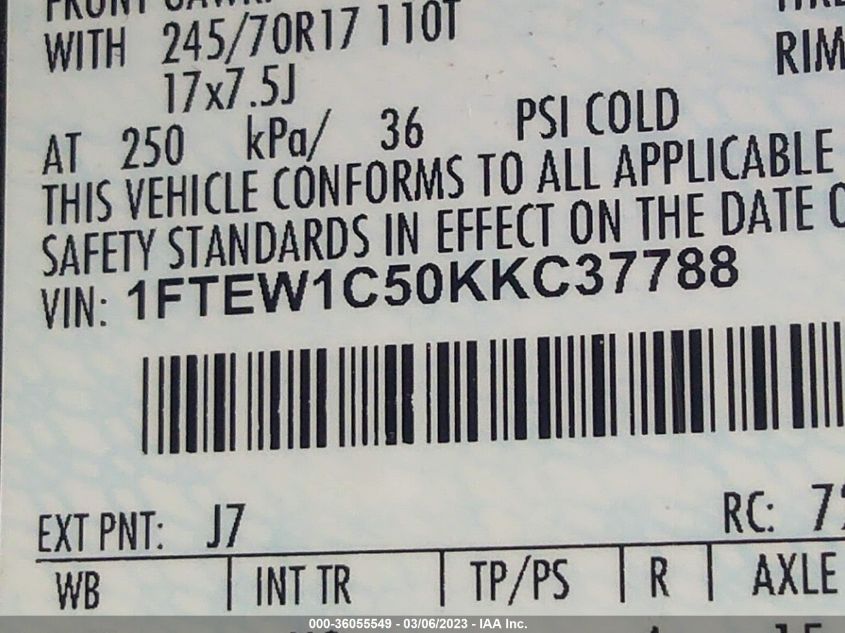 FRONT
WITH 245/70R17 110T RIM
17x7.5J
AT 250 kPa/ 36 PSI COLD
THIS VEHICLE CONFORMS TO ALL APPLICABLE
SAFETY STANDARDS IN EFFECT ON THE DATE
VIN: 1FTEW1C50KKC37788
EXT PNT: J7 RC:
WB INT TR TP/PS R AXLE
000-36055549 - 03/06/2023 - IAA Inc.